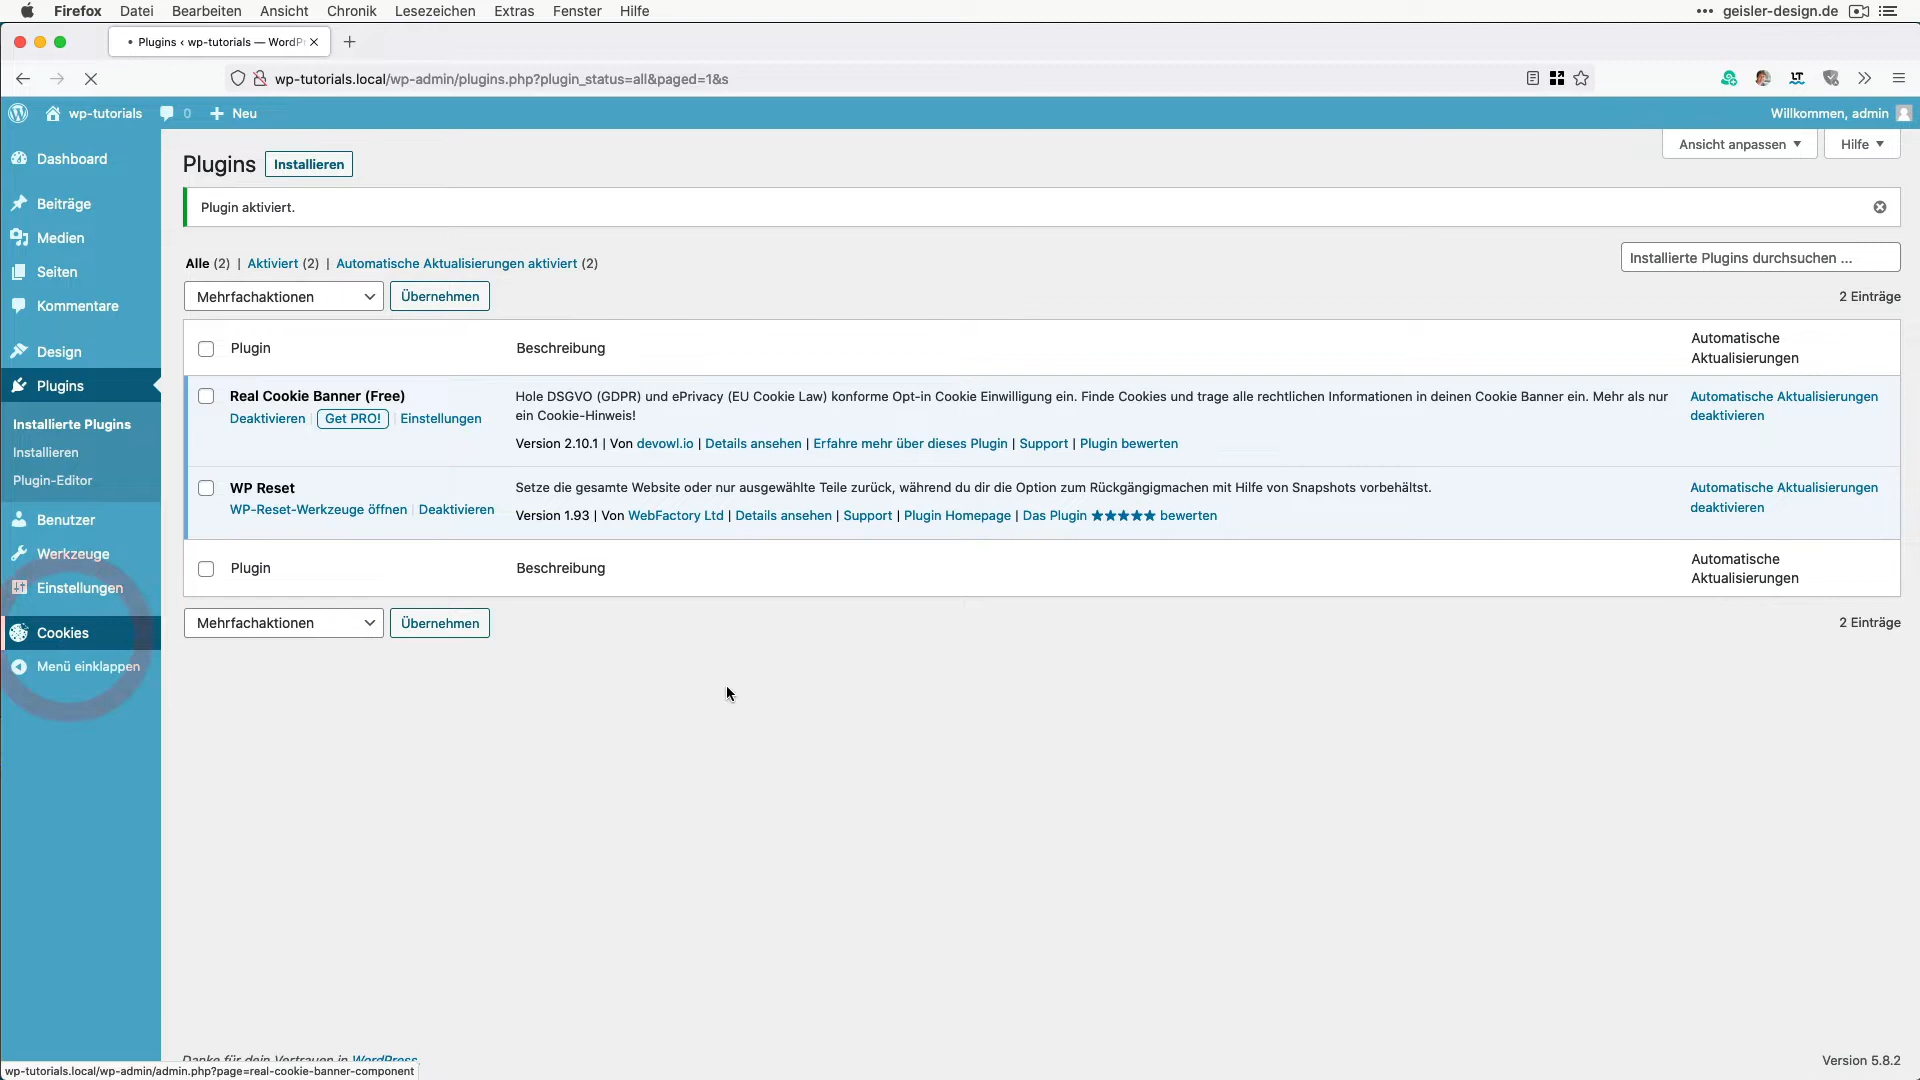 Firefox Datei Bearbeiten Ansicht Chronik Lesezeichen Extras Fenster Hilfe
geisler-design.de
Plugins ‹ wp-tutorials — WordP
wp-tutorials.local/wp-admin/plugins.php?plugin_status=all&paged=1&s
wp-tutorials 0 Neu
Willkommen, admin
Dashboard
Beiträge
Medien
Seiten
Kommentare
Design
Plugins
Installierte Plugins
Installieren
Plugin-Editor
Benutzer
Werkzeuge
Einstellungen
Cookies
Menü einklappen
Ansicht anpassen
Hilfe
Plugins Installieren
Plugin aktiviert.
Alle (2) | Aktiviert (2) | Automatische Aktualisierungen aktiviert (2)
Installierte Plugins durchsuchen ...
Mehrfachaktionen Übernehmen
2 Einträge
Plugin Beschreibung
Automatische
Aktualisierungen
Real Cookie Banner (Free)
Deaktivieren | Get PRO! | Einstellungen
Hole DSGVO (GDPR) und ePrivacy (EU Cookie Law) konforme Opt-in Cookie Einwilligung ein. Finde Cookies und trage alle rechtlichen Informationen in deinen Cookie Banner ein. Mehr als nur
ein Cookie-Hinweis!
Version 2.10.1 | Von devowl.io | Details ansehen | Erfahre mehr über dieses Plugin | Support | Plugin bewerten
Automatische Aktualisierungen
deaktivieren
WP Reset
WP-Reset-Werkzeuge öffnen | Deaktivieren
Setze die gesamte Website oder nur ausgewählte Teile zurück, während du dir die Option zum Rückgängigmachen mit Hilfe von Snapshots vorbehältst.
Version 1.93 | Von WebFactory Ltd | Details ansehen | Support | Plugin Homepage | Das Plugin ★★★★★ bewerten
Automatische Aktualisierungen
deaktivieren
Plugin Beschreibung
Automatische
Aktualisierungen
Mehrfachaktionen Übernehmen
2 Einträge
Danke für dein Vertrauen in WordPress
Version 5.8.2
wp-tutorials.local/wp-admin/admin.php?page=real-cookie-banner-component